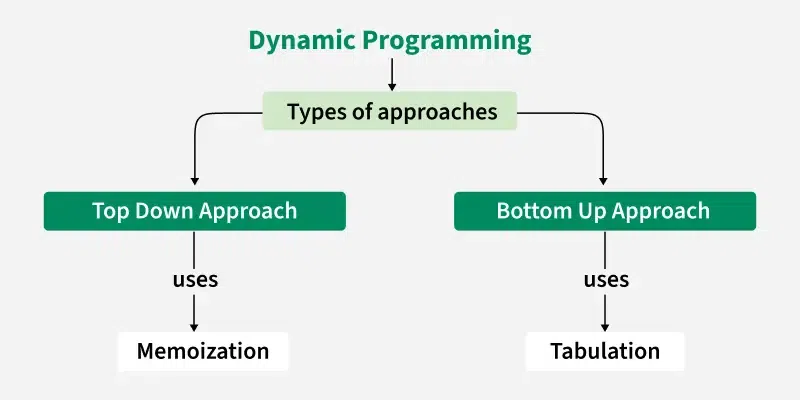 Dynamic Programming
Types of approaches
Top Down Approach
Bottom Up Approach
uses
uses
Memoization
Tabulation